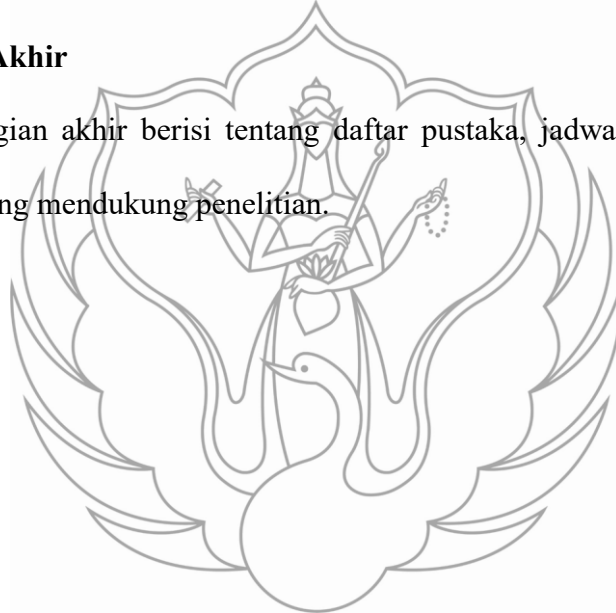 Akhir
gian akhir berisi tentang daftar pustaka, jadwa
ng mendukung penelitian.